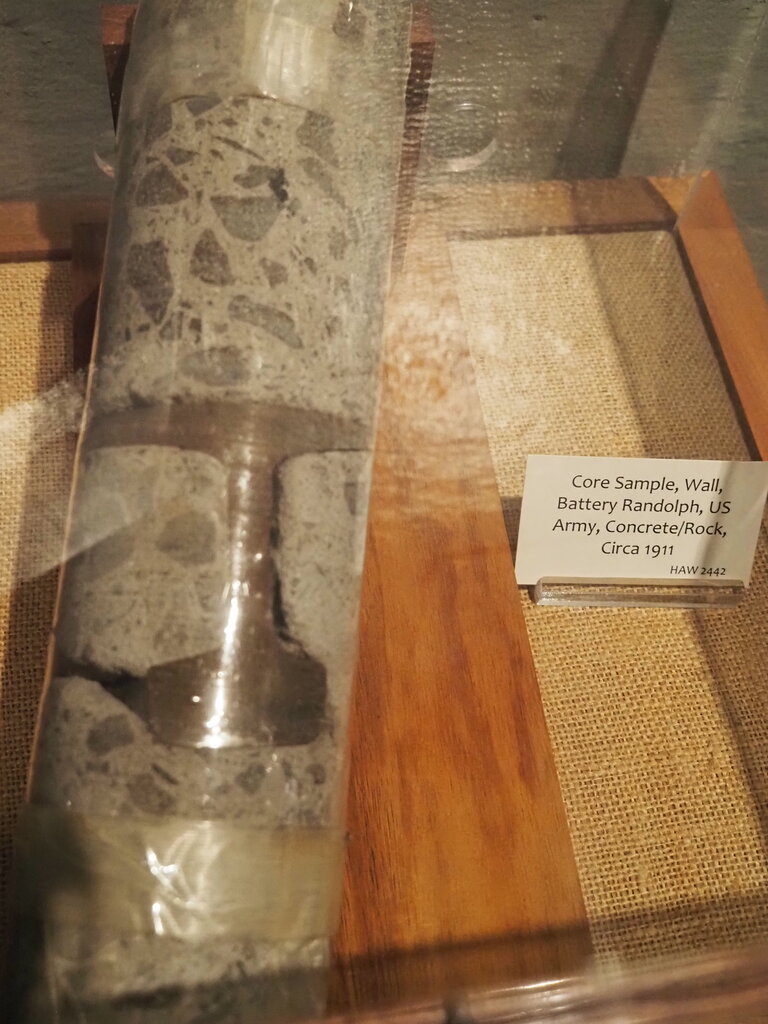 Core Sample, Wall,
Battery Randolph, US
Army, Concrete/Rock,
Circa 1911
HAW 2442